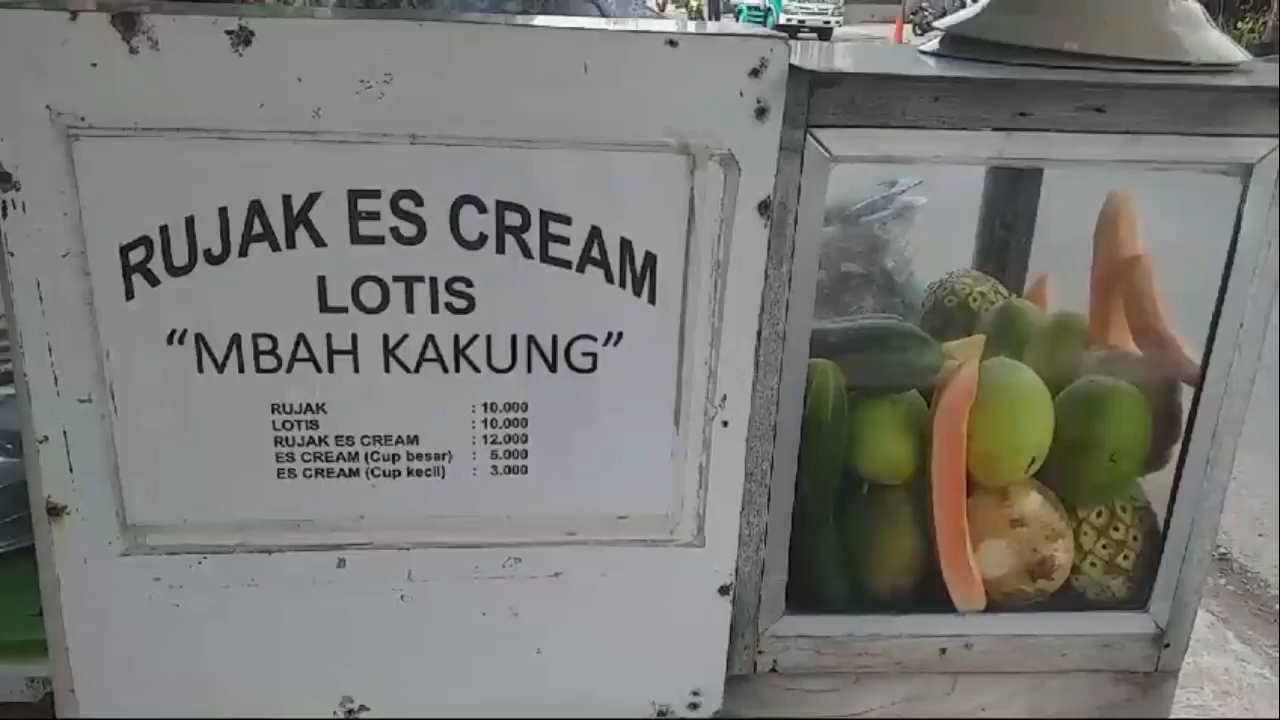 RUJAK ES CREAM
LOTIS
“MBAH KAKUNG”
RUJAK : 10.000
LOTIS : 10.000
RUJAK ES CREAM : 12.000
ES CREAM (Cup besar) : 5.000
ES CREAM (Cup kecil) : 3.000